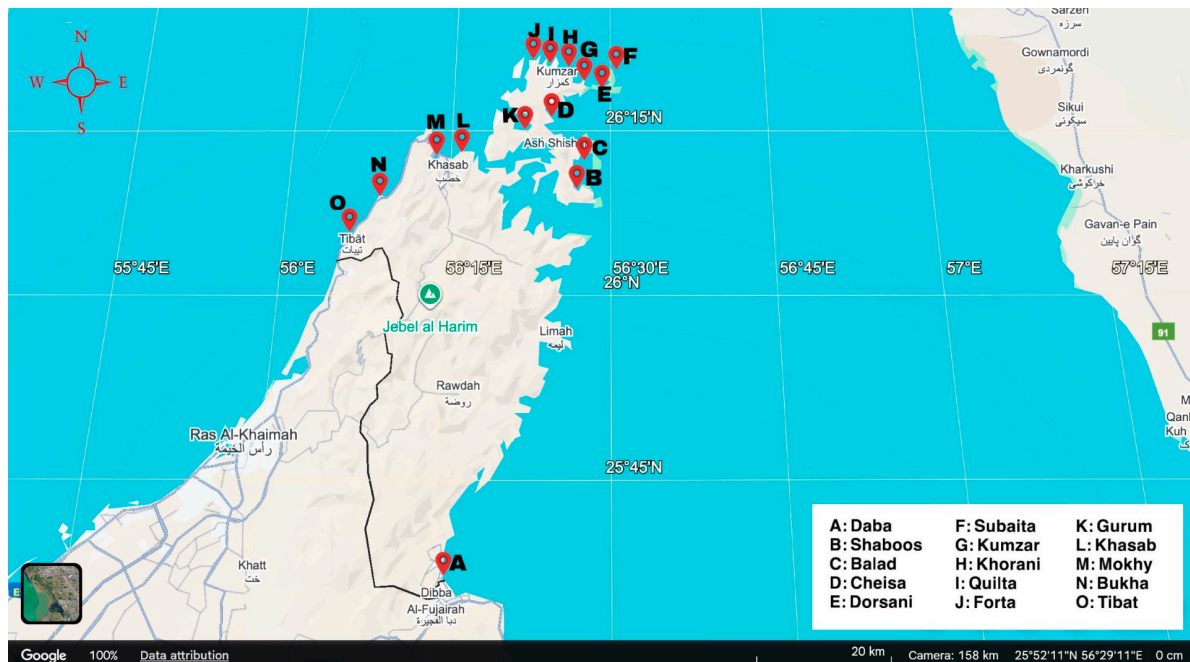 Sarzeh
سرزه
Gownamordi
گونمردی
N
W
E
S
J
I
H
G
F
Kumzar
كمزار
E
D
K
26°15'N
Sikui
سیکوئی
M
L
Ash Shish
C
Khasab
خصب
Kharkushi
خرکوشی
N
B
O
Gavan-e Pain
گزان پایین
Tibāt
تيبات
55°45'E
56°E
56°15'E
56°30'E
56°45'E
57°E
57°15'E
26°N
Jebel al Harim
Limah
ليمه
91
Rawdah
روضة
Ras Al-Khaimah
رأس الخيمة
25°45'N
Khatt
خت
A
Dibba
Al-Fujairah
دبا الفجيرة
E
A: Daba
B: Shaboos
C: Balad
D: Cheisa
E: Dorsani
F: Subaita
G: Kumzar
H: Khorani
I: Quilta
J: Forta
K: Gurum
L: Khasab
M: Mokhy
N: Bukha
O: Tibat
Google
100%
Data attribution
20 km
Camera: 158 km
25°52'11"N 56°29'11"E
0 cm